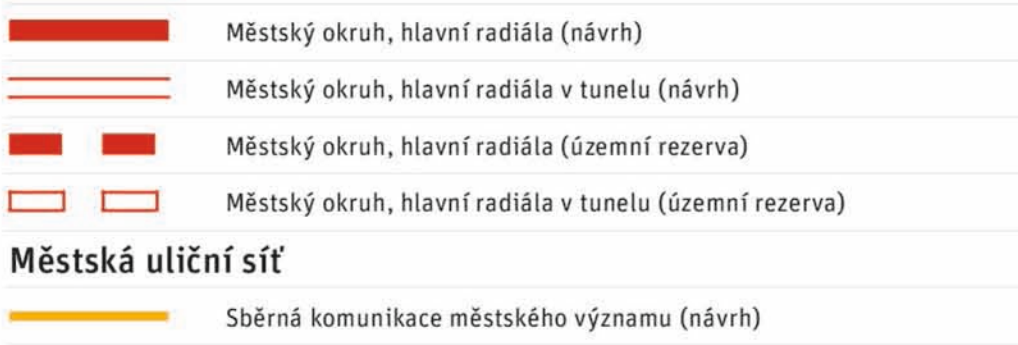 Městský okruh, hlavní radiála (návrh)
Městský okruh, hlavní radiála v tunelu (návrh)
Městský okruh, hlavní radiála (územní rezerva)
Městský okruh, hlavní radiála v tunelu (územní rezerva)
Městská uliční síť
Sběrná komunikace městského významu (návrh)